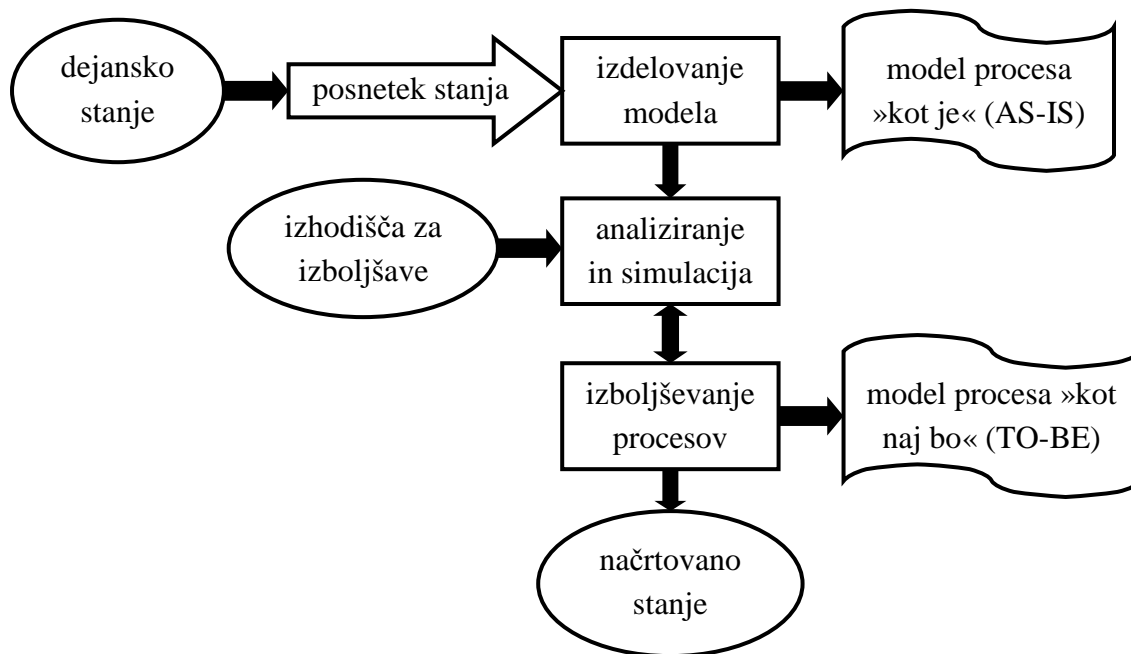 dejansko
stanje
posnetek stanja
izdelovanje
modela
model procesa
»kot je« (AS-IS)
izhodišča za
izboljšave
analiziranje
in simulacija
izboljševanje
procesov
model procesa »kot
naj bo« (TO-BE)
načrtovano
stanje